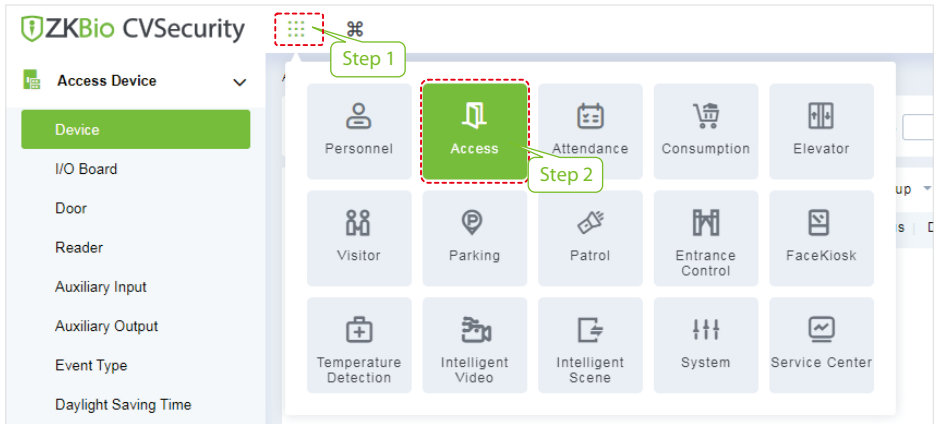 ZKBio CVSecurity
Step 1
Access Device
Personnel
Access
Attendance
Consumption
Elevator
Step 2
Device
I/O Board
Door
Reader
Auxiliary Input
Auxiliary Output
Event Type
Daylight Saving Time
up
Visitor
Parking
Patrol
Entrance
Control
FaceKiosk
Temperature
Detection
Intelligent
Video
Intelligent
Scene
System
Service Center